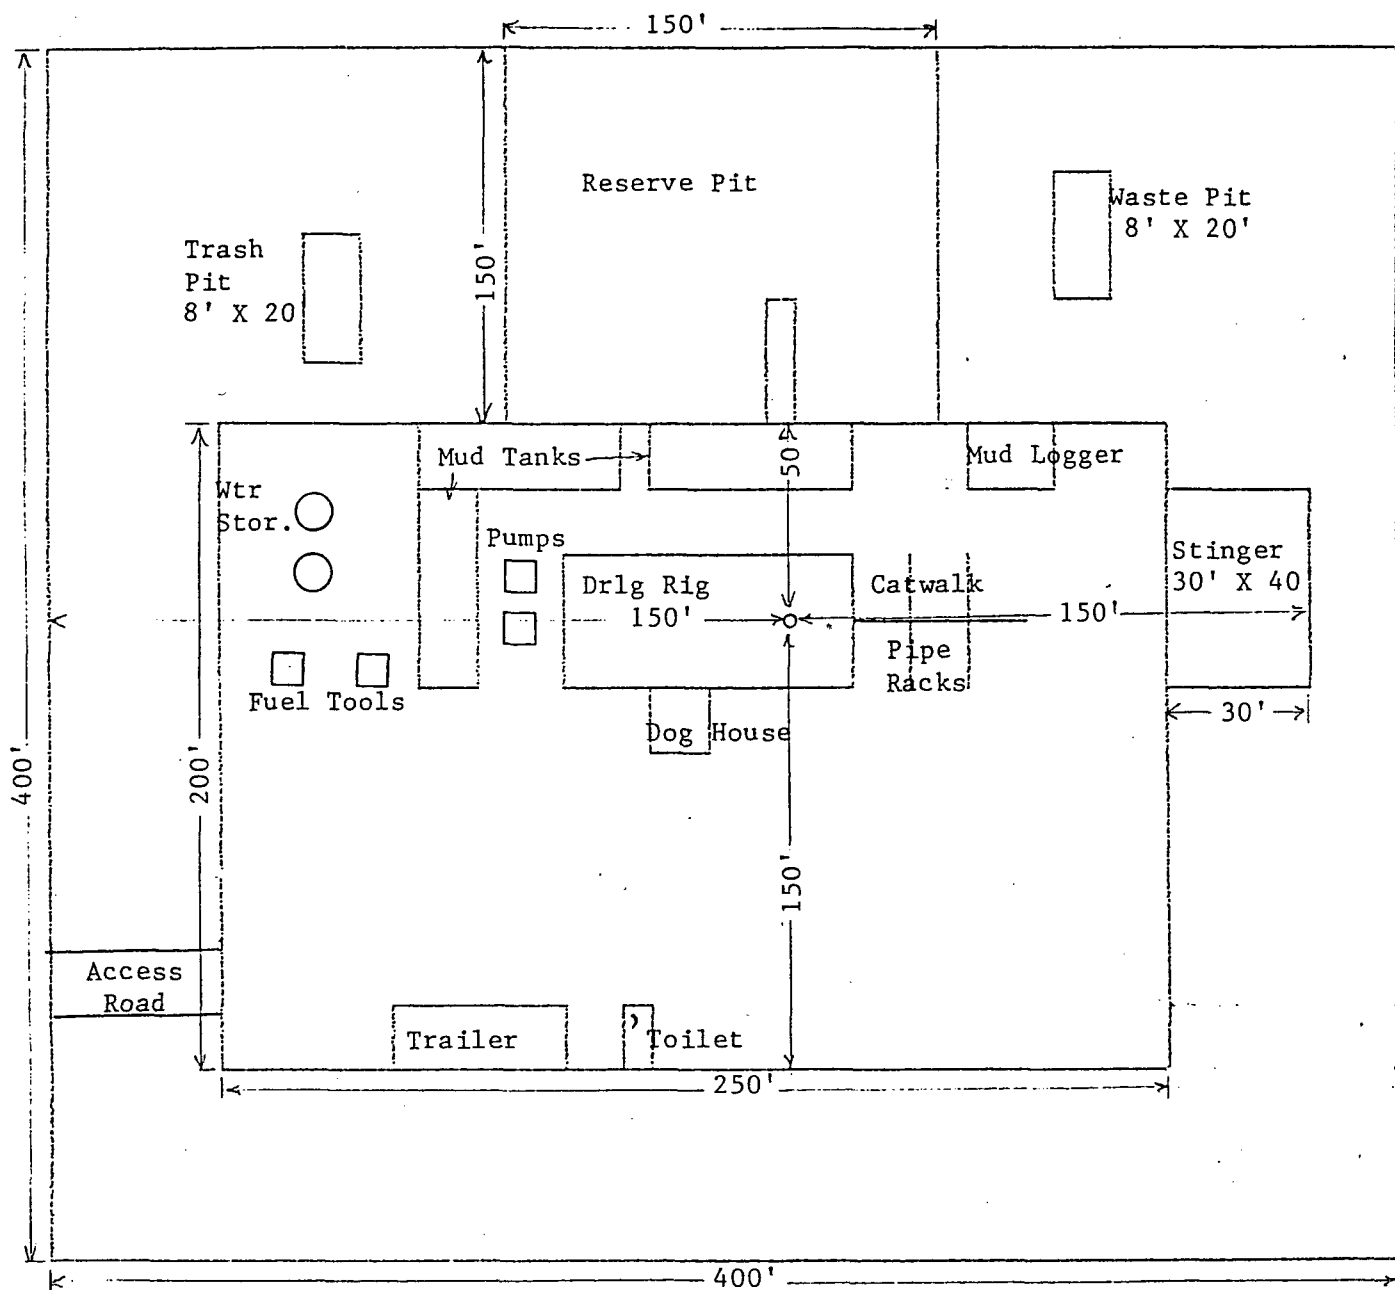 150'
Reserve Pit
Waste Pit
8' X 20'
Trash
Pit
8' X 20
150'
Mud Tanks
50'
Mud Logger
Wtr
Stor.
Pumps
Stinger
30' X 40
Drlg Rig
150'
Catwalk
150'
Pipe
Racks
Fuel Tools
30'
Dog House
400'
200'
150'
Access
Road
Trailer
Toilet
250'
400'